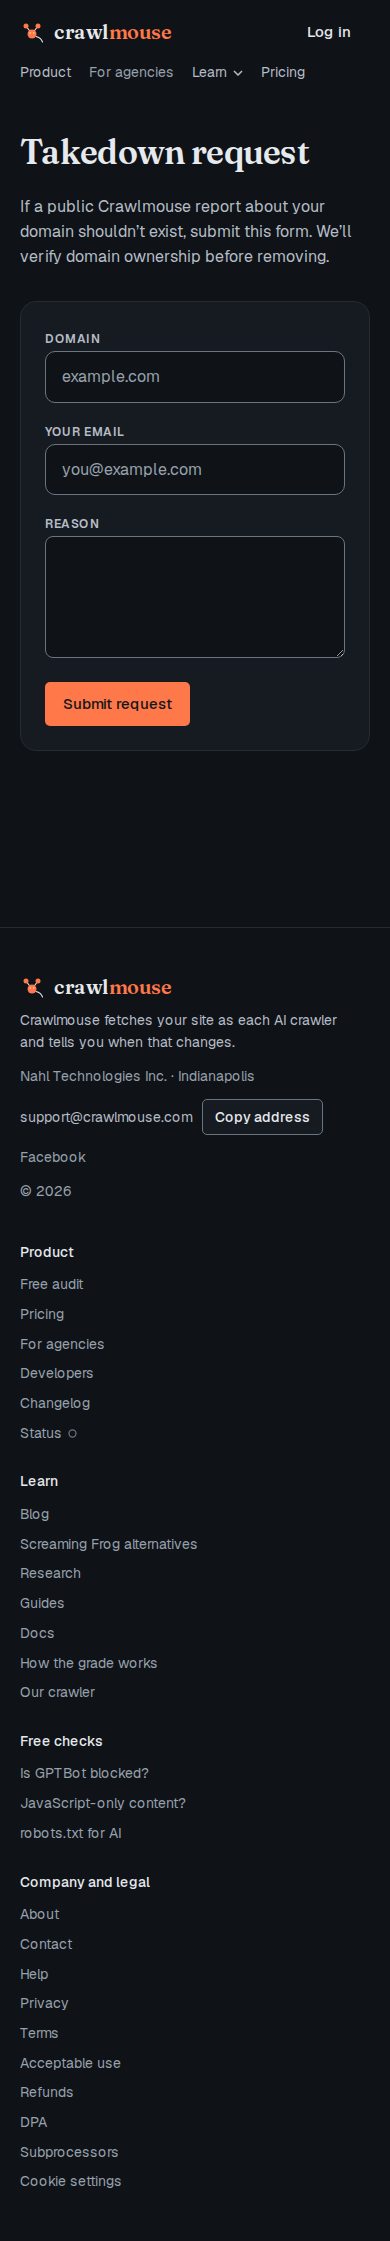 crawlmouse
Log in
Product For agencies Learn Pricing
Takedown request
If a public Crawlmouse report about your
domain shouldn’t exist, submit this form. We’ll
verify domain ownership before removing.
DOMAIN
example.com
YOUR EMAIL
you@example.com
REASON
Submit request
crawlmouse
Crawlmouse fetches your site as each AI crawler
and tells you when that changes.
Nahl Technologies Inc. · Indianapolis
support@crawlmouse.com Copy address
Facebook
© 2026
Product
Free audit
Pricing
For agencies
Developers
Changelog
Status
Learn
Blog
Screaming Frog alternatives
Research
Guides
Docs
How the grade works
Our crawler
Free checks
Is GPTBot blocked?
JavaScript-only content?
robots.txt for AI
Company and legal
About
Contact
Help
Privacy
Terms
Acceptable use
Refunds
DPA
Subprocessors
Cookie settings